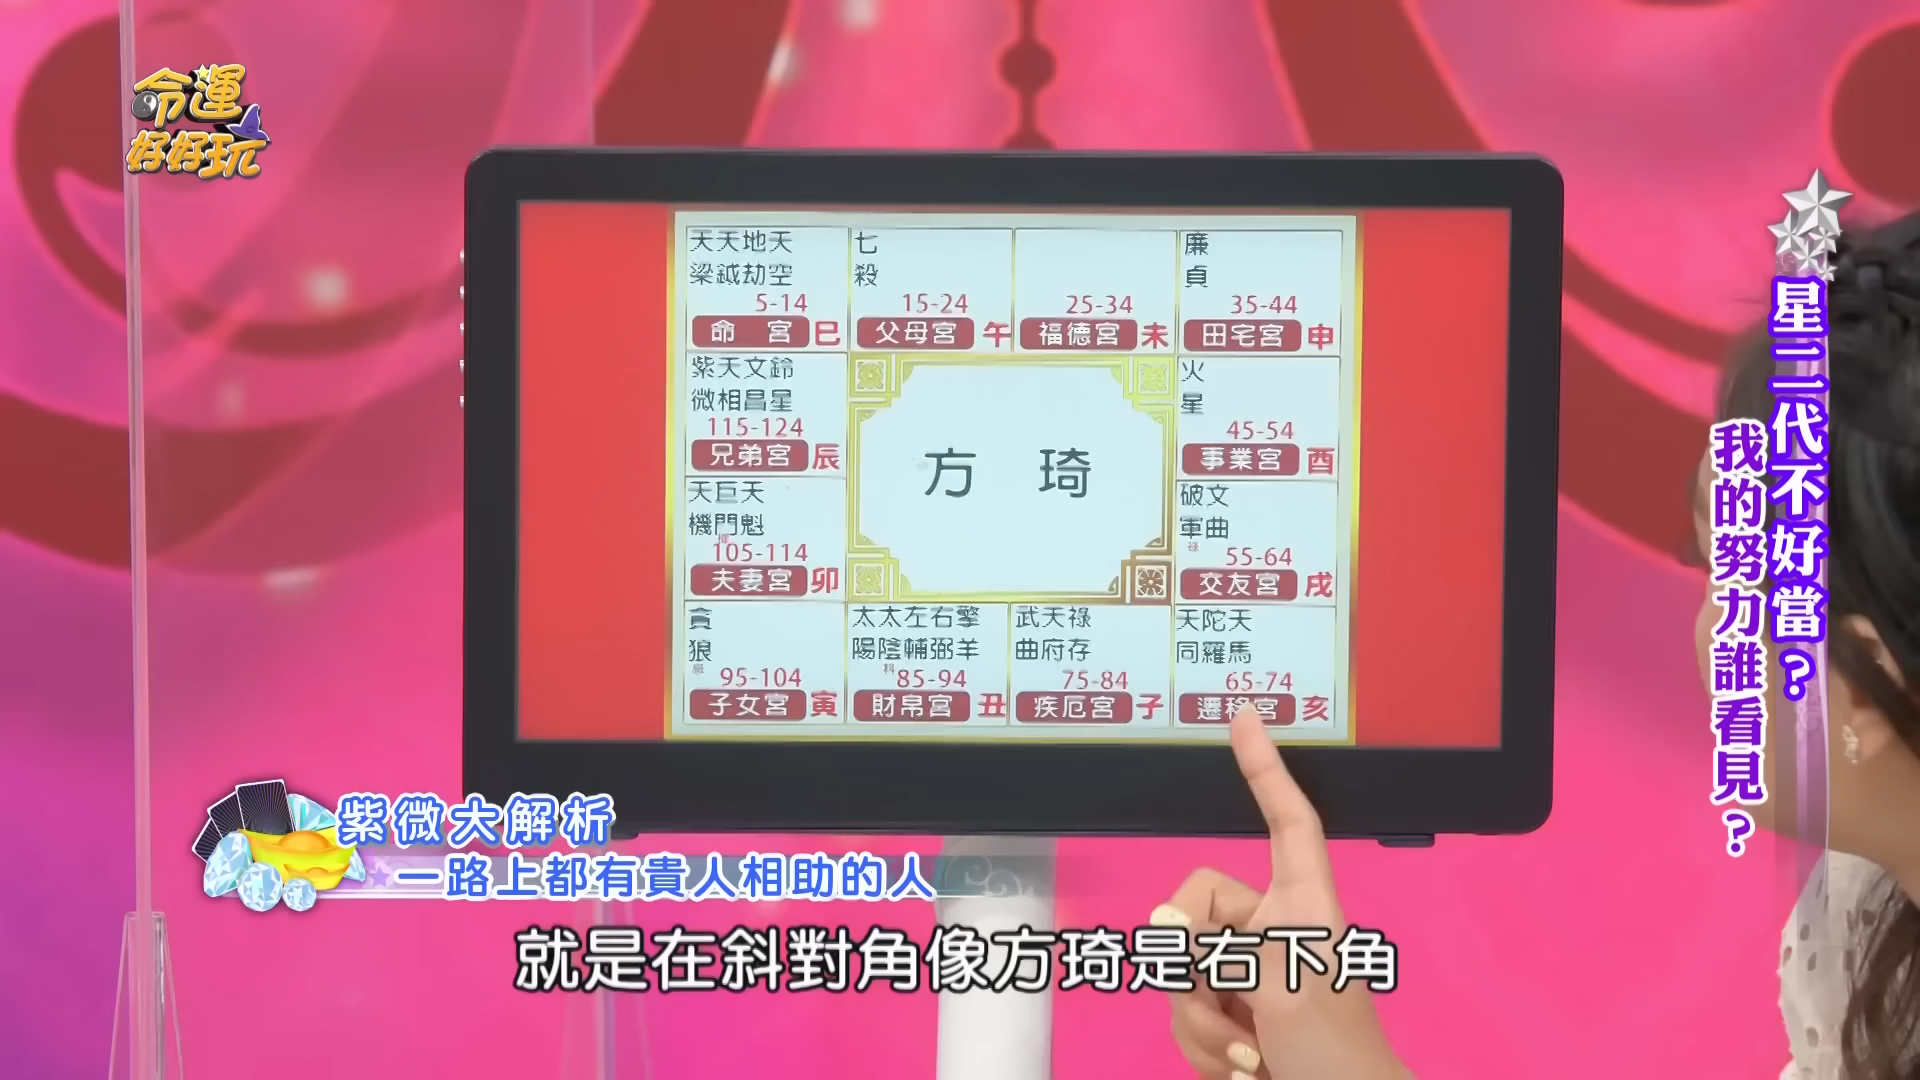 命運
好好玩
天天地天
梁鉞劫空
5-14
命 宮 巳
七
殺
15-24
父母宮 午
25-34
福德宮 未
廉
貞
35-44
田宅宮 申
紫天文鈴
微相昌星
115-124
兄弟宮 辰
方 琦
火
星
45-54
事業宮 酉
天巨天
機門魁
權
105-114
夫妻宮 卯
破文
軍曲
祿
55-64
交友宮 戌
貪
狼
忌
95-104
子女宮 寅
太太左右擎
陽陰輔弼羊
科
85-94
財帛宮 丑
武天祿
曲府存
75-84
疾厄宮 子
天陀天
同羅馬
65-74
遷移宮 亥
星二代不好當?
我的努力誰看見?
紫微大解析
一路上都有貴人相助的人
就是在斜對角像方琦是右下角